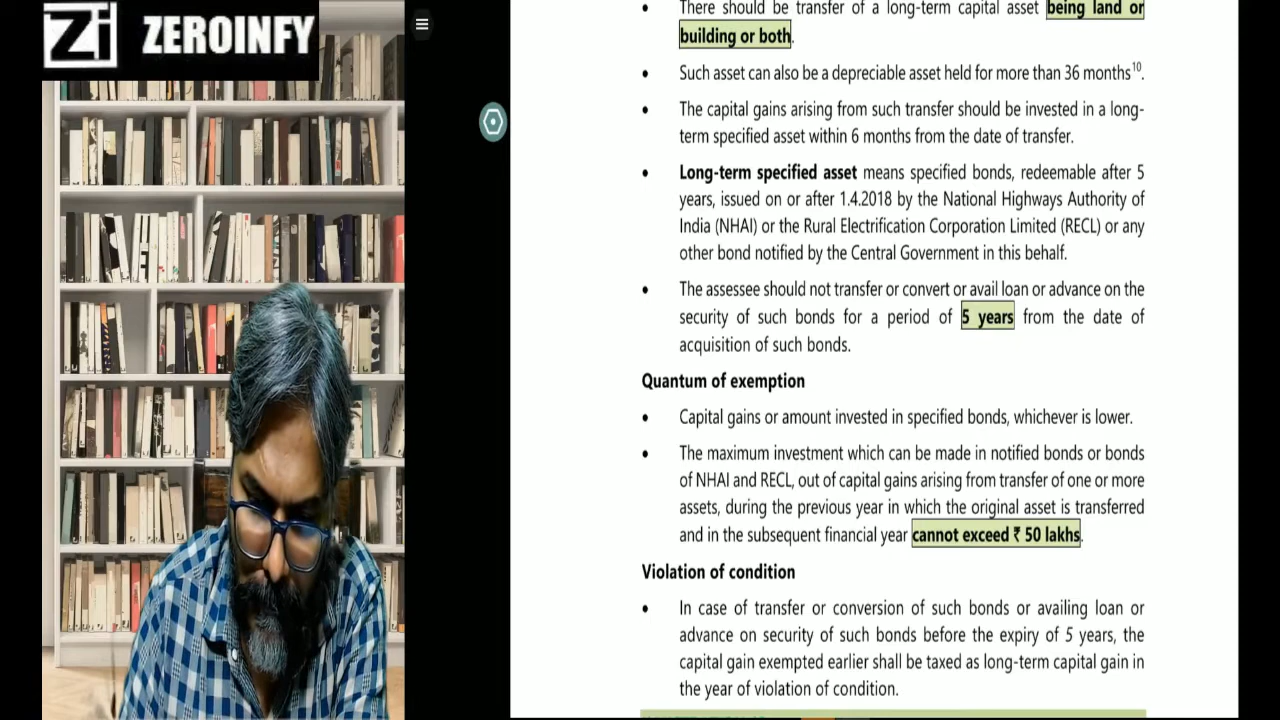 Zi ZEROINFY
• There should be transfer of a long-term capital asset being land or
building or both.
• Such asset can also be a depreciable asset held for more than 36 months10.
• The capital gains arising from such transfer should be invested in a long-
term specified asset within 6 months from the date of transfer.
• Long-term specified asset means specified bonds, redeemable after 5
years, issued on or after 1.4.2018 by the National Highways Authority of
India (NHAI) or the Rural Electrification Corporation Limited (RECL) or any
other bond notified by the Central Government in this behalf.
• The assessee should not transfer or convert or avail loan or advance on the
security of such bonds for a period of 5 years from the date of
acquisition of such bonds.
Quantum of exemption
• Capital gains or amount invested in specified bonds, whichever is lower.
• The maximum investment which can be made in notified bonds or bonds
of NHAI and RECL, out of capital gains arising from transfer of one or more
assets, during the previous year in which the original asset is transferred
and in the subsequent financial year cannot exceed ₹ 50 lakhs.
Violation of condition
• In case of transfer or conversion of such bonds or availing loan or
advance on security of such bonds before the expiry of 5 years, the
capital gain exempted earlier shall be taxed as long-term capital gain in
the year of violation of condition.